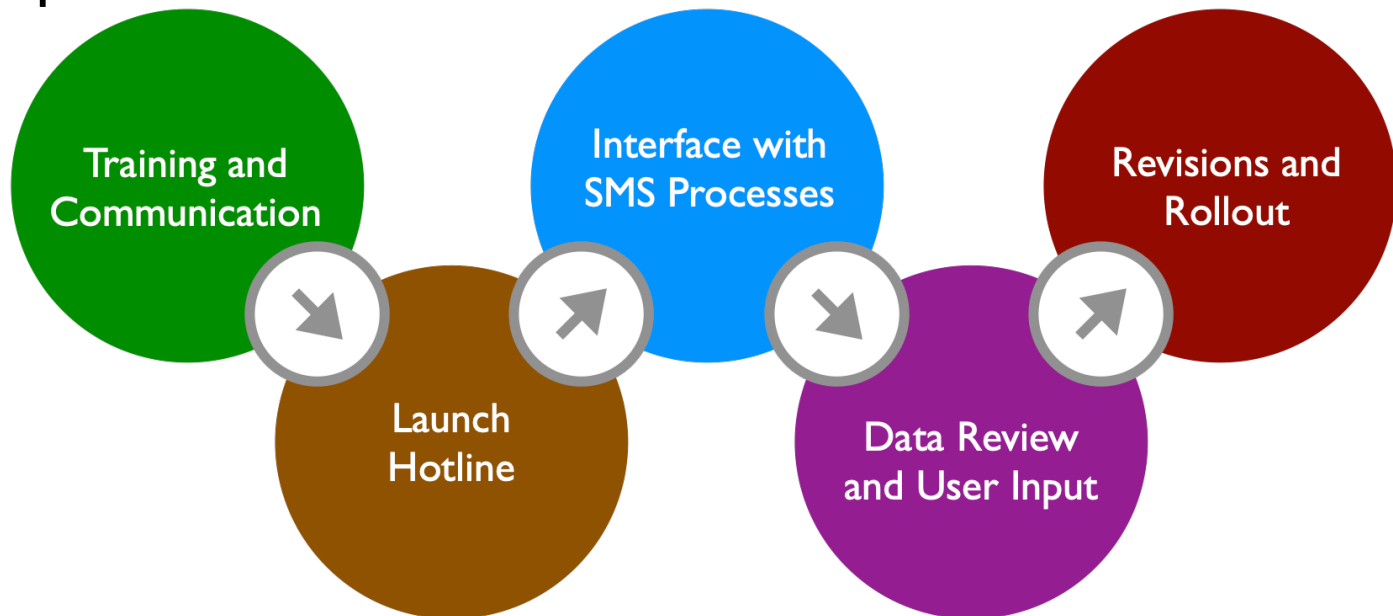 Training and
Communication
Launch
Hotline
Interface with
SMS Processes
Data Review
and User Input
Revisions and
Rollout